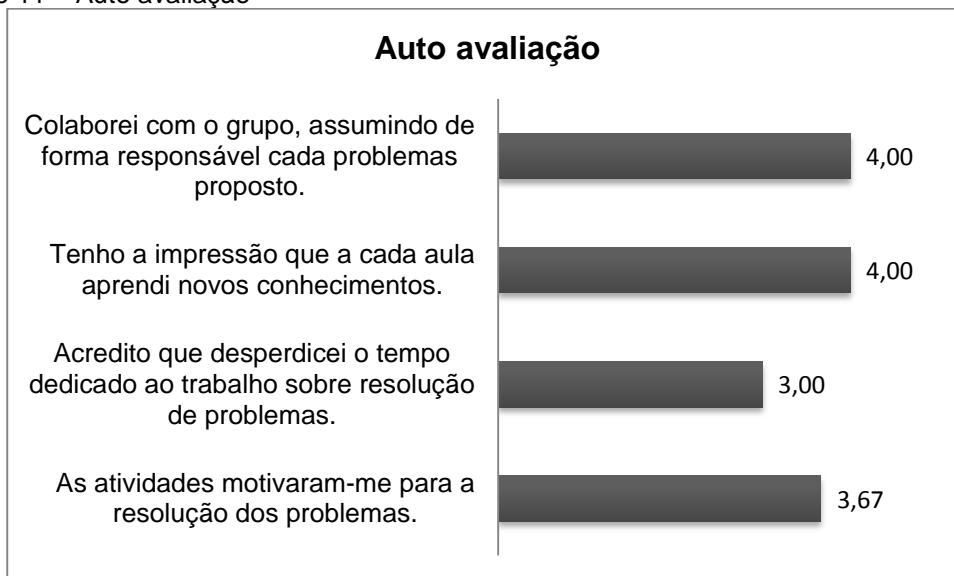 Auto avaliação
Auto avaliação
Colaborei com o grupo, assumindo de
forma responsável cada problemas
proposto.
4,00
Tenho a impressão que a cada aula
aprendi novos conhecimentos.
4,00
Acredito que desperdicei o tempo
dedicado ao trabalho sobre resolução
de problemas.
3,00
As atividades motivaram-me para a
resolução dos problemas.
3,67